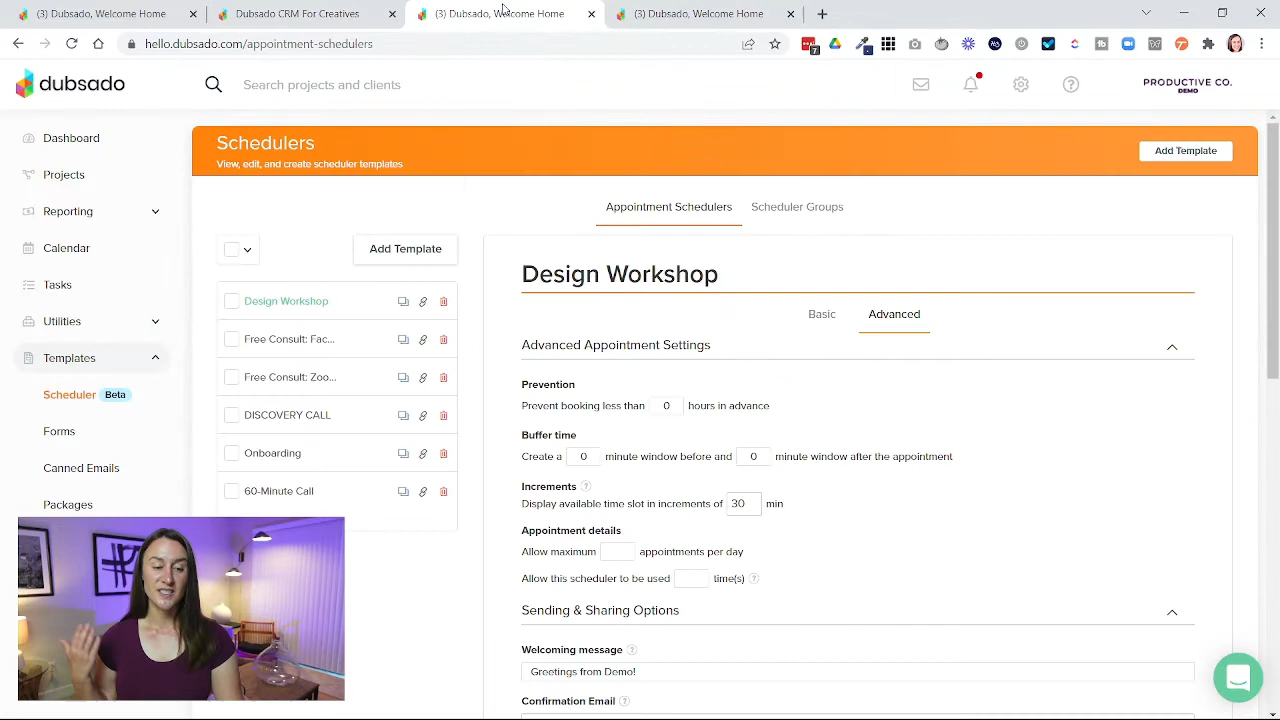 (3) Dubsado, Welcome Home
Dubsado CRM For Creatives
(3) Dubsado, Welcome Home
(3) Dubsado, Welcome Home
help.dubsado.com/appointment-schedulers
7
dubsado
Search projects and clients
PRODUCTIVE CO.
DEMO
Dashboard
Projects
Reporting
Calendar
Tasks
Utilities
Templates
Scheduler Beta
Forms
Canned Emails
Packages
Schedulers
View, edit, and create scheduler templates
Add Template
Appointment Schedulers
Scheduler Groups
Add Template
Design Workshop
Free Consult: Fac...
Free Consult: Zoo...
DISCOVERY CALL
Onboarding
60-Minute Call
Design Workshop
Basic
Advanced
Advanced Appointment Settings
Prevention
Prevent booking less than 0 hours in advance
Buffer time
Create a 0 minute window before and 0 minute window after the appointment
Increments ?
Display available time slot in increments of 30 min
Appointment details
Allow maximum appointments per day
Allow this scheduler to be used time(s) ?
Sending & Sharing Options
Welcoming message ?
Greetings from Demo!
Confirmation Email ?